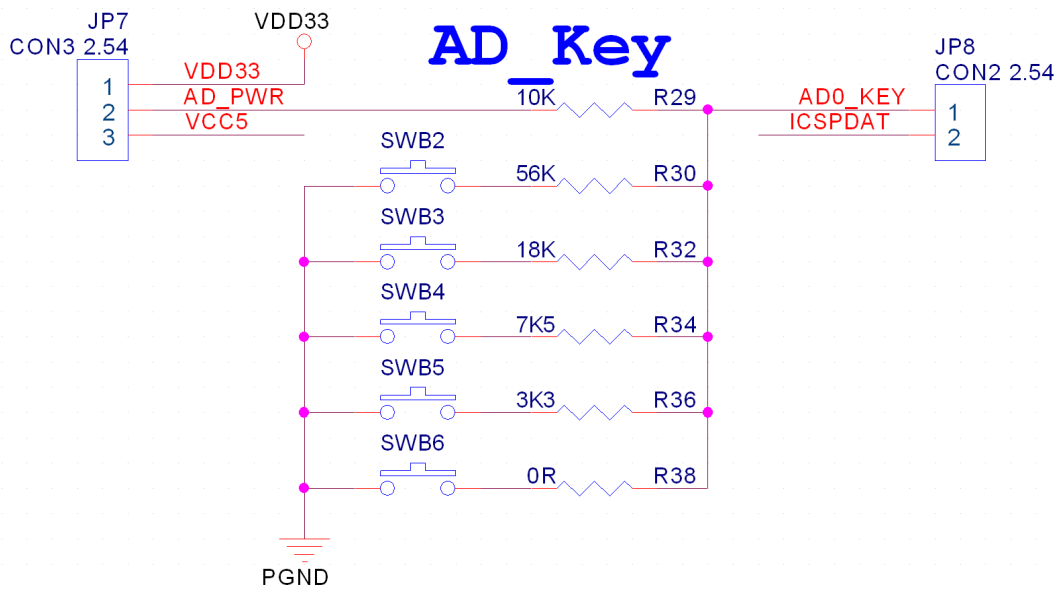 AD_Key
JP7
CON3 2.54
VDD33
JP8
CON2 2.54
1 VDD33
2 AD_PWR
3 VCC5
10K R29
AD0_KEY 1
ICSPDAT 2
SWB2
56K R30
SWB3
18K R32
SWB4
7K5 R34
SWB5
3K3 R36
SWB6
0R R38
PGND